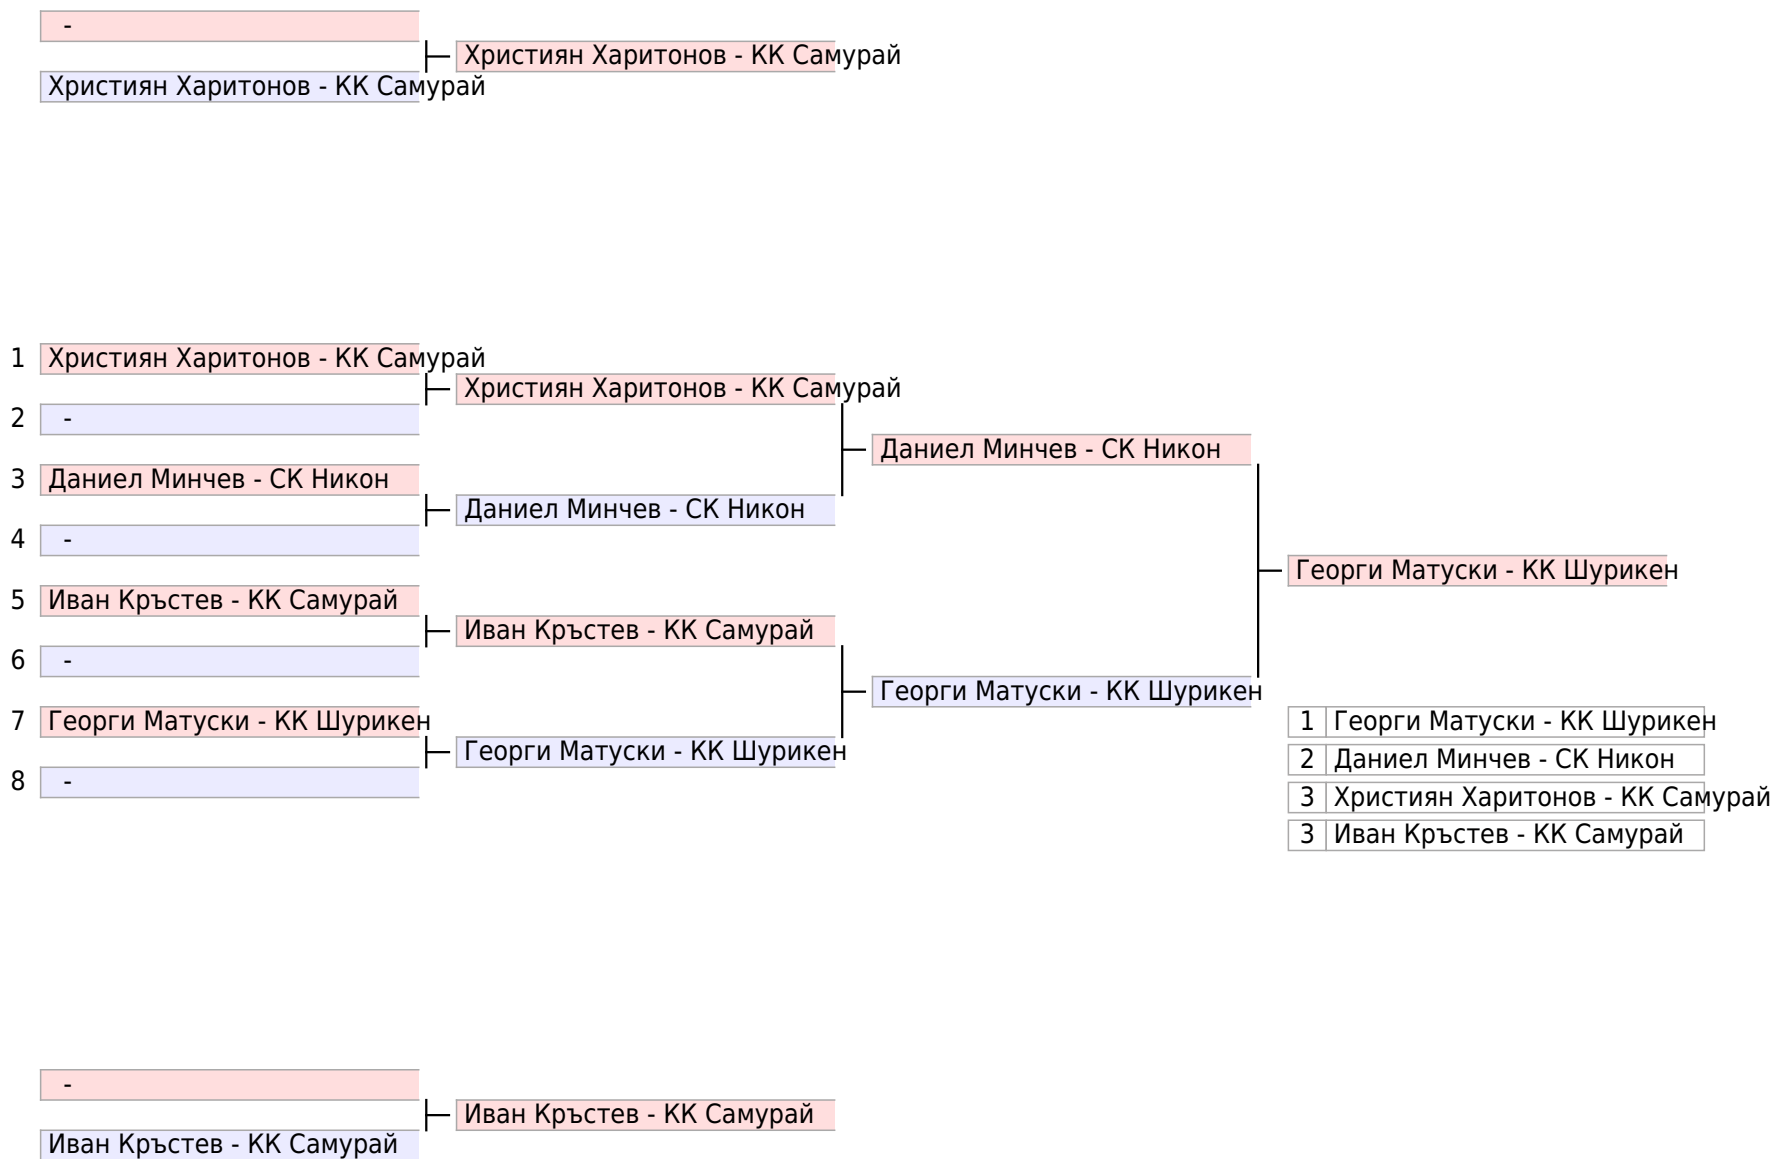 -
Християн Харитонов - КК Самурай
Християн Харитонов - КК Самурай
1 Християн Харитонов - КК Самурай
Християн Харитонов - КК Самурай
2 -
Даниел Минчев - СК Никон
3 Даниел Минчев - СК Никон
Даниел Минчев - СК Никон
4 -
Георги Матуски - КК Шурикен
5 Иван Кръстев - КК Самурай
Иван Кръстев - КК Самурай
6 -
Георги Матуски - КК Шурикен
7 Георги Матуски - КК Шурикен
Георги Матуски - КК Шурикен
8 -
1 Георги Матуски - КК Шурикен
2 Даниел Минчев - СК Никон
3 Християн Харитонов - КК Самурай
3 Иван Кръстев - КК Самурай
-
Иван Кръстев - КК Самурай
Иван Кръстев - КК Самурай